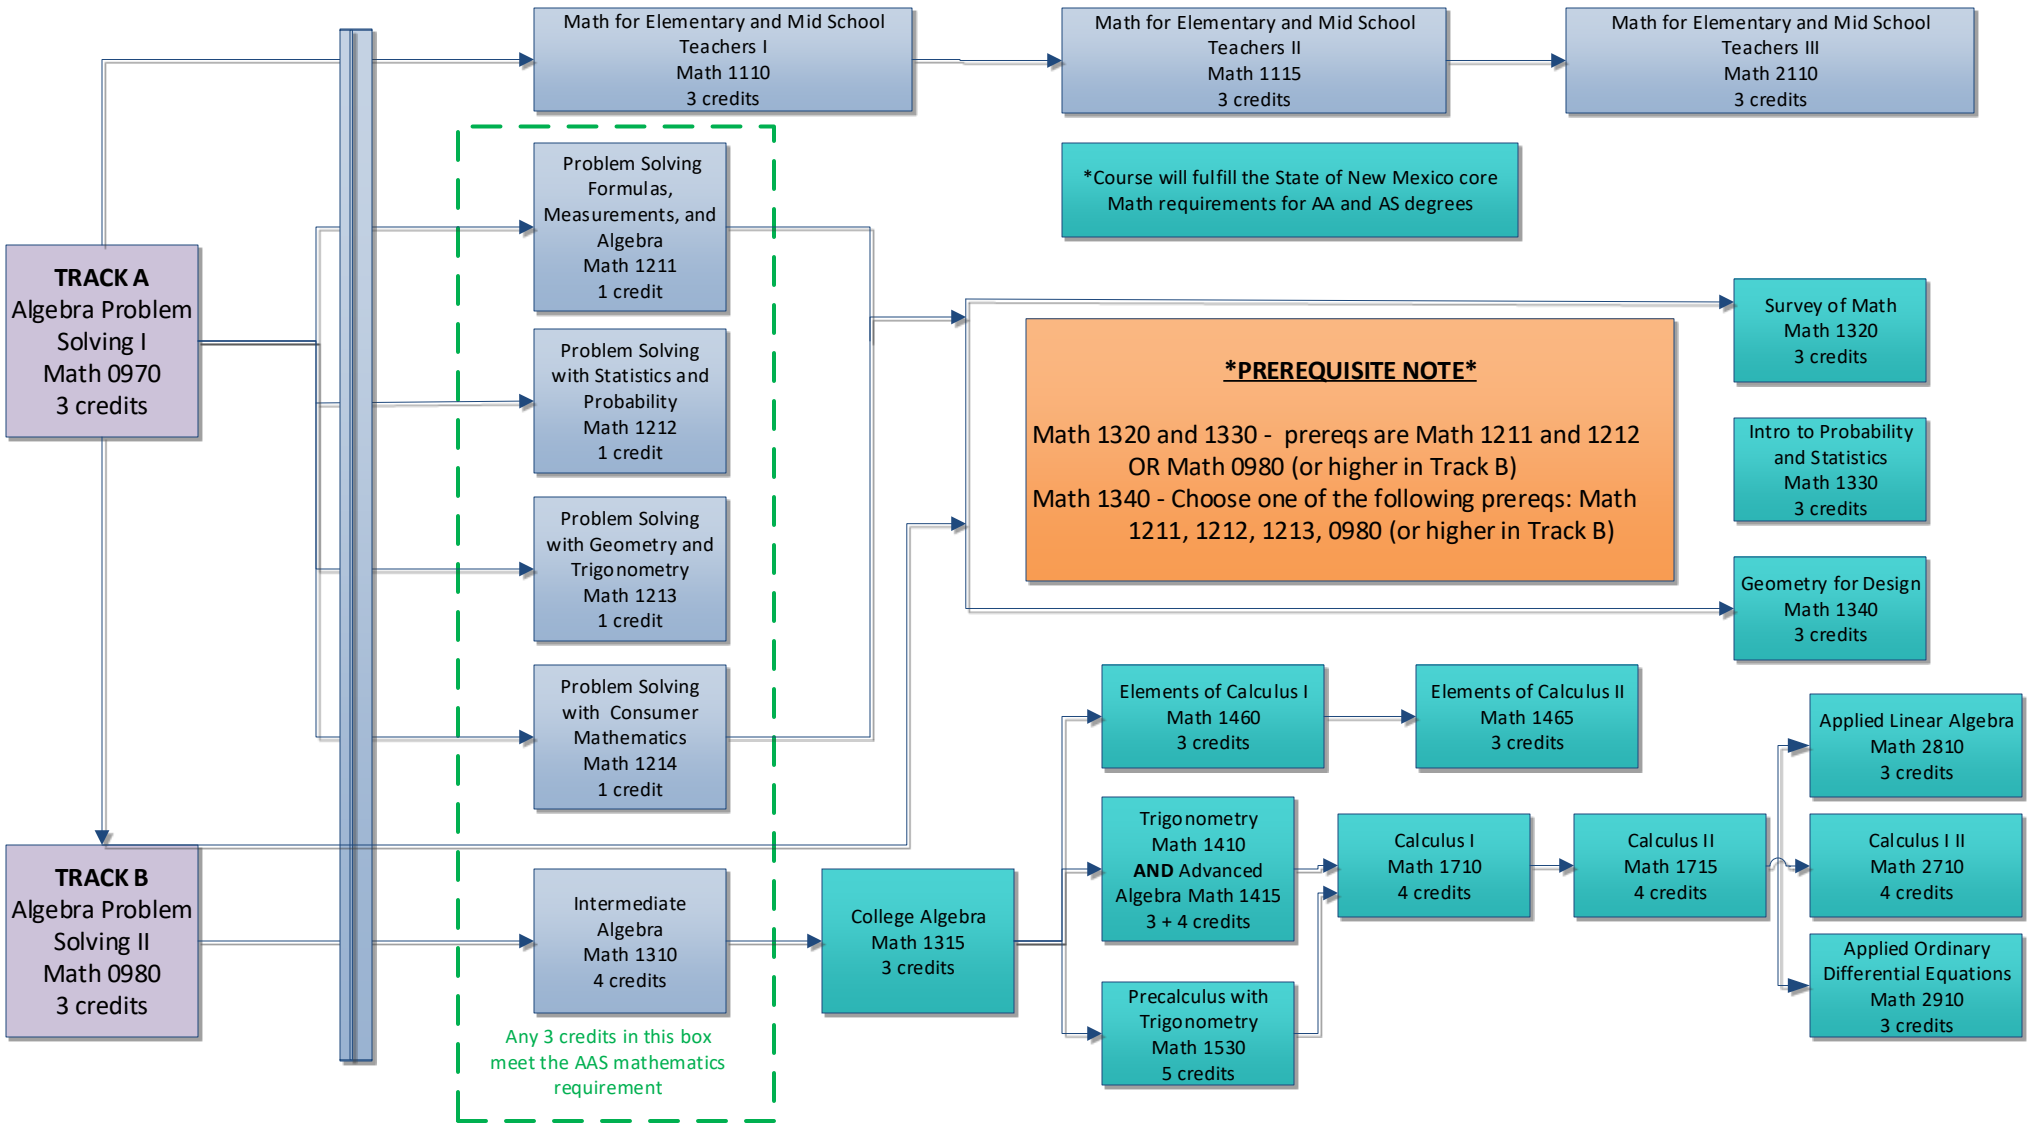 Math for Elementary and Mid School
Teachers I
Math 1110
3 credits
Math for Elementary and Mid School
Teachers II
Math 1115
3 credits
Math for Elementary and Mid School
Teachers III
Math 2110
3 credits
*Course will fulfill the State of New Mexico core
Math requirements for AA and AS degrees
TRACK A
Algebra Problem
Solving I
Math 0970
3 credits
Problem Solving
Formulas,
Measurements, and
Algebra
Math 1211
1 credit
Problem Solving
with Statistics and
Probability
Math 1212
1 credit
Problem Solving
with Geometry and
Trigonometry
Math 1213
1 credit
Problem Solving
with Consumer
Mathematics
Math 1214
1 credit
*PREREQUISITE NOTE*
Math 1320 and 1330 - prereqs are Math 1211 and 1212
OR Math 0980 (or higher in Track B)
Math 1340 - Choose one of the following prereqs: Math
1211, 1212, 1213, 0980 (or higher in Track B)
Survey of Math
Math 1320
3 credits
Intro to Probability
and Statistics
Math 1330
3 credits
Geometry for Design
Math 1340
3 credits
TRACK B
Algebra Problem
Solving II
Math 0980
3 credits
Intermediate
Algebra
Math 1310
4 credits
Any 3 credits in this box
meet the AAS mathematics
requirement
College Algebra
Math 1315
3 credits
Elements of Calculus I
Math 1460
3 credits
Elements of Calculus II
Math 1465
3 credits
Trigonometry
Math 1410
AND Advanced
Algebra Math 1415
3 + 4 credits
Precalculus with
Trigonometry
Math 1530
5 credits
Calculus I
Math 1710
4 credits
Calculus II
Math 1715
4 credits
Applied Linear Algebra
Math 2810
3 credits
Calculus I II
Math 2710
4 credits
Applied Ordinary
Differential Equations
Math 2910
3 credits